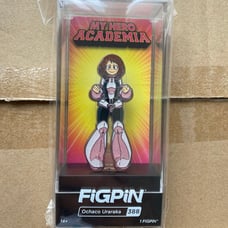 MY HERO
ACADEMIA
FiGPiN
Ochaco Uraraka 388
14+ 1 FIGPIN